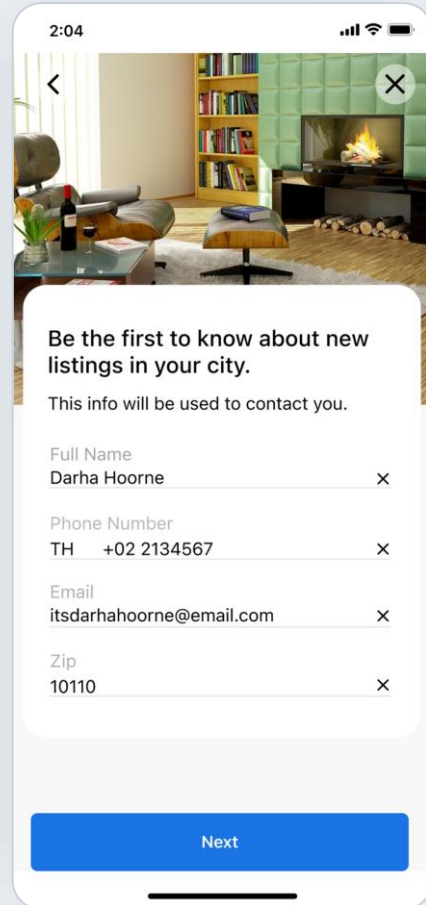 2:04
Be the first to know about new
listings in your city.
This info will be used to contact you.
Full Name
Darha Hoorne
Phone Number
TH +02 2134567
Email
itsdarhahoorne@email.com
Zip
10110
Next